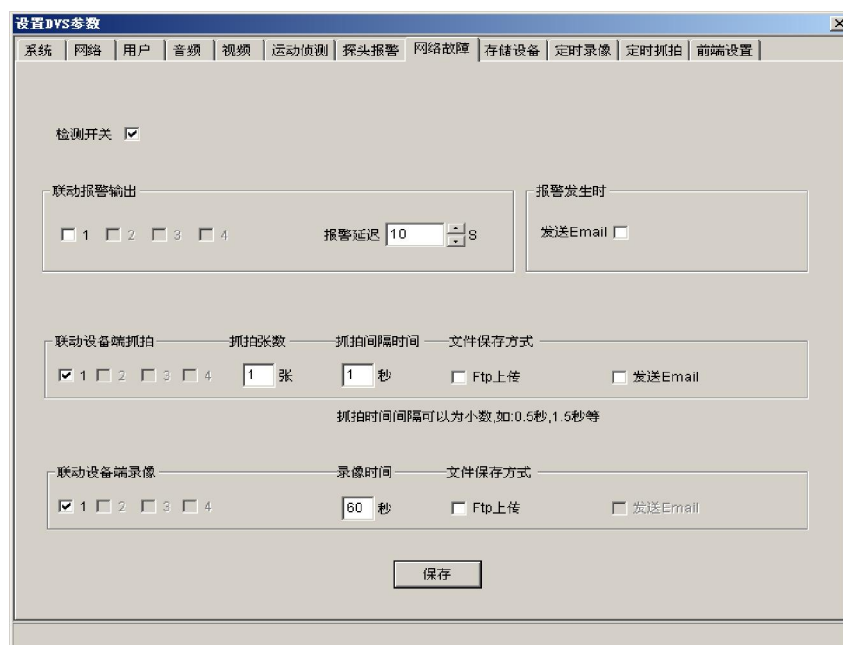 设置DVS参数
系统 网络 用户 音频 视频 运动侦测 探头报警 网络故障 存储设备 定时录像 定时抓拍 前端设置
检测开关
联动报警输出 报警发生时
1 2 3 4 报警延迟 10 S 发送Email
联动设备端抓拍 抓拍张数 抓拍间隔时间 文件保存方式
1 2 3 4 1 张 1 秒 Ftp上传 发送Email
抓拍时间间隔可以为小数,如:0.5秒,1.5秒等
联动设备端录像 录像时间 文件保存方式
1 2 3 4 60 秒 Ftp上传 发送Email
保存